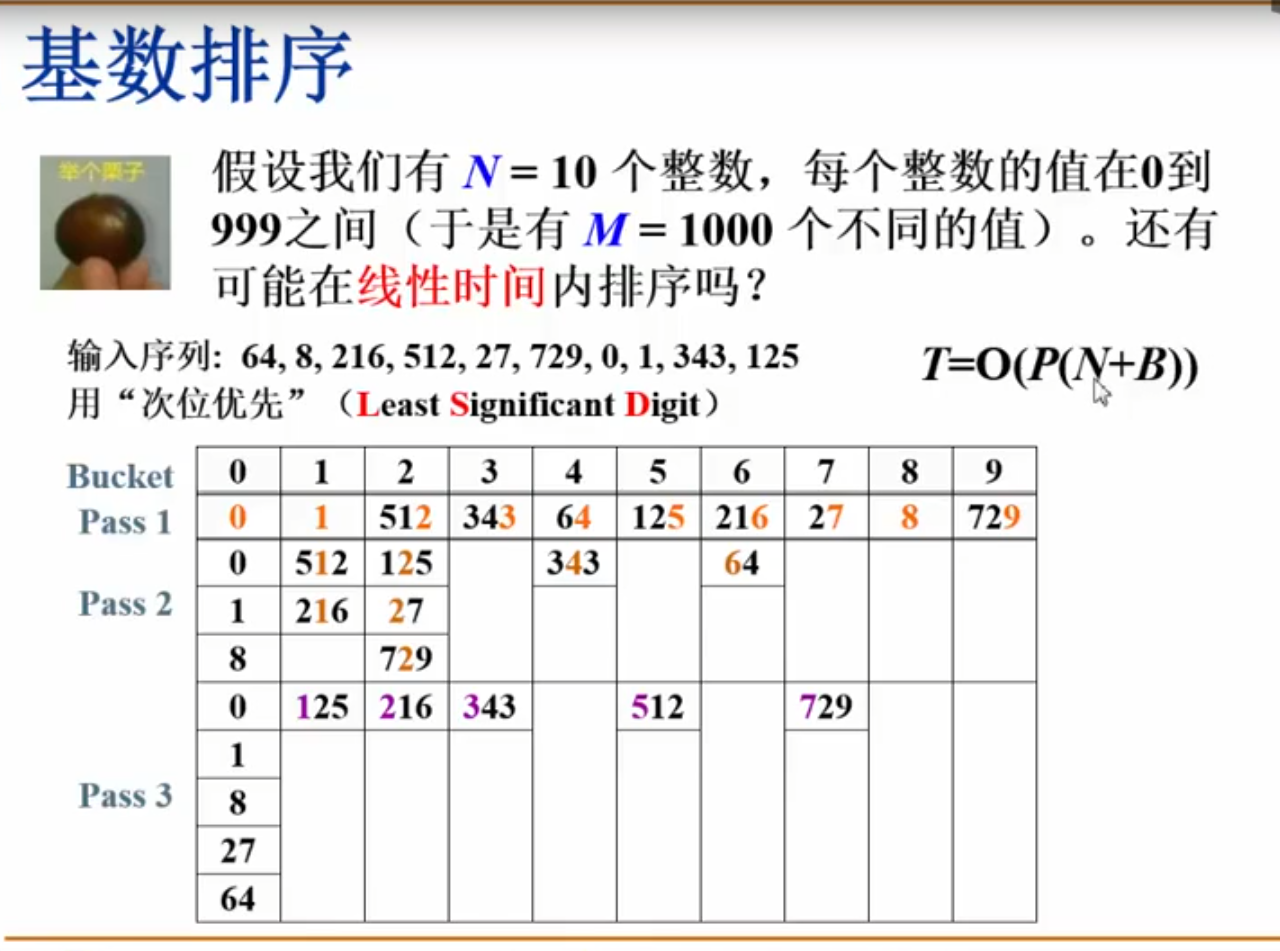 基数排序
举个栗子
假设我们有 N = 10 个整数，每个整数的值在0到
999之间（于是有 M = 1000 个不同的值）。还有
可能在线性时间内排序吗？
输入序列: 64, 8, 216, 512, 27, 729, 0, 1, 343, 125
T=O(P(N+B))
用“次位优先”（Least Significant Digit）
Bucket 0 1 2 3 4 5 6 7 8 9
Pass 1 0 1 512 343 64 125 216 27 8 729
0 512 125 343 64
Pass 2 1 216 27
8 729
0 125 216 343 512 729
1
Pass 3 8
27
64